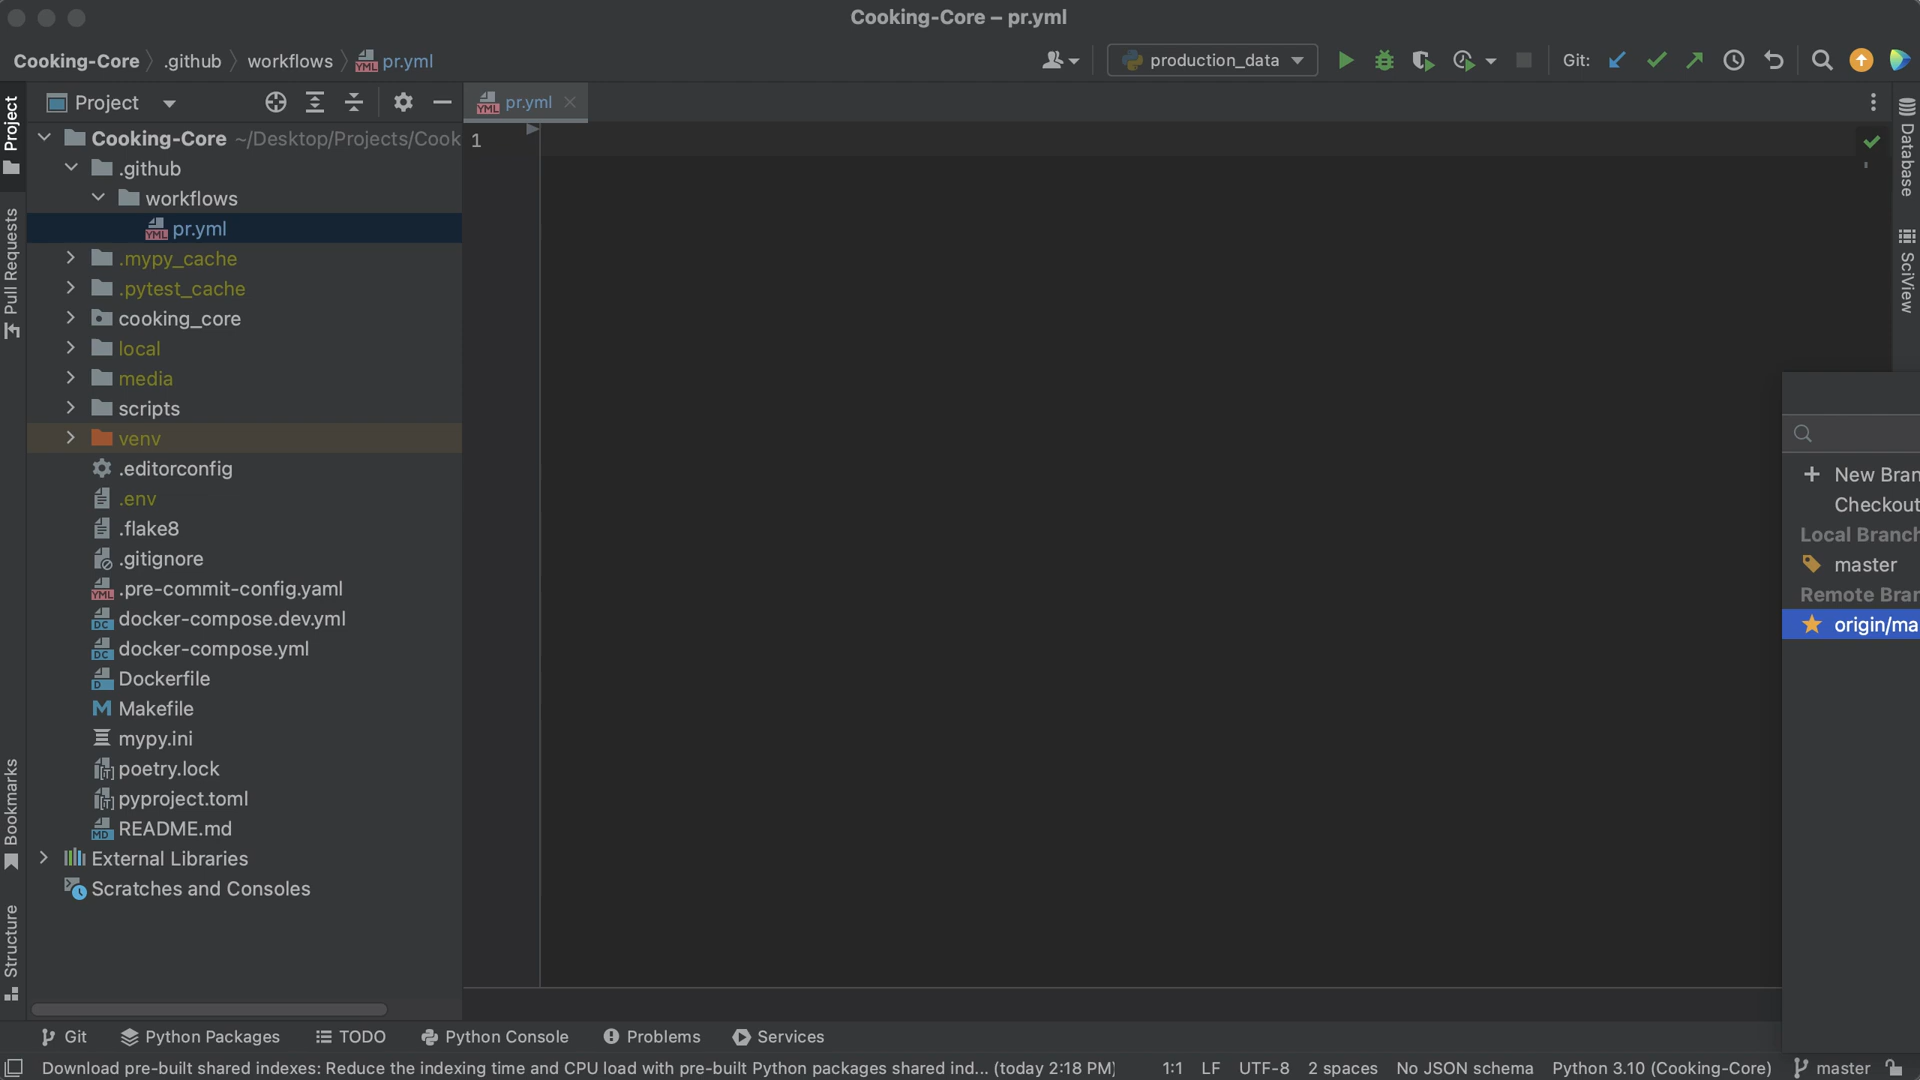 Cooking-Core – pr.yml
Cooking-Core .github workflows pr.yml
production_data
Git:
Project
pr.yml
1
Cooking-Core ~/Desktop/Projects/Cook
.github
workflows
pr.yml
.mypy_cache
.pytest_cache
cooking_core
local
media
scripts
venv
.editorconfig
.env
.flake8
.gitignore
.pre-commit-config.yaml
docker-compose.dev.yml
docker-compose.yml
Dockerfile
Makefile
mypy.ini
poetry.lock
pyproject.toml
README.md
External Libraries
Scratches and Consoles
Project
Pull Requests
Bookmarks
Structure
Database
SciView
New Bran
Checkout
Local Branch
master
Remote Bran
origin/ma
Git Python Packages TODO Python Console Problems Services
Download pre-built shared indexes: Reduce the indexing time and CPU load with pre-built Python packages shared ind... (today 2:18 PM) 1:1 LF UTF-8 2 spaces No JSON schema Python 3.10 (Cooking-Core) master